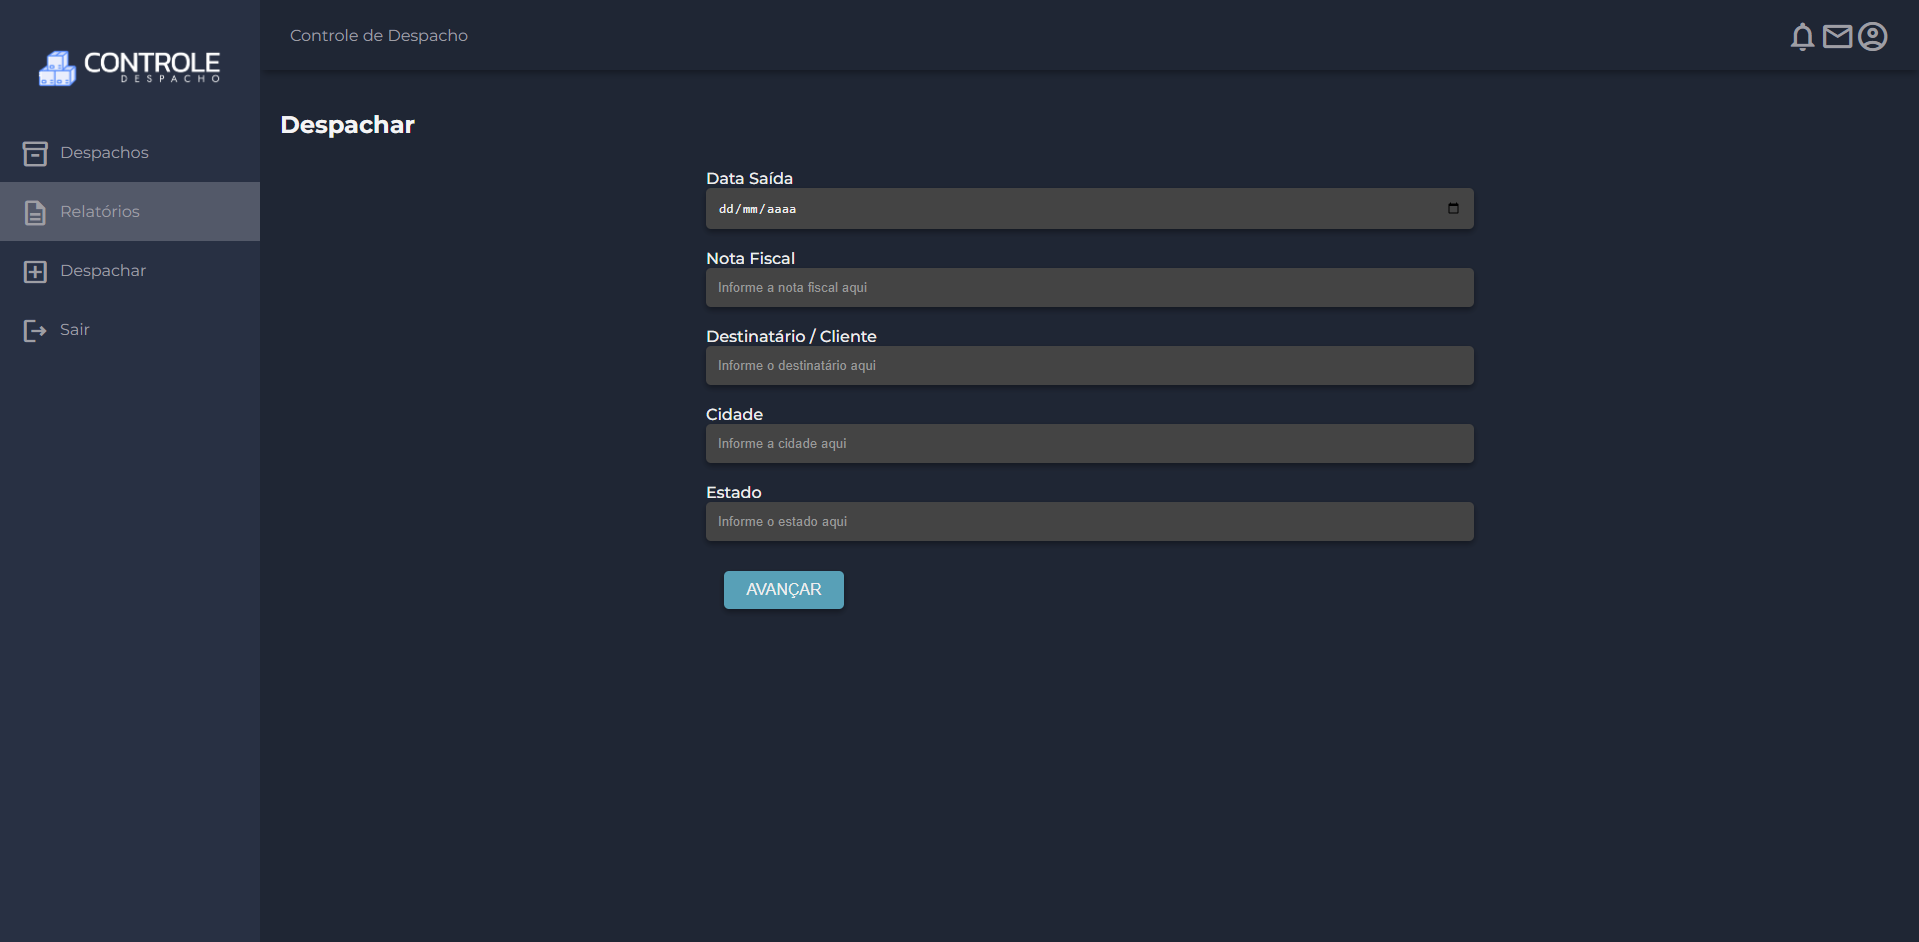 CONTROLE
DESPACHO
Despachos
Relatórios
Despachar
Sair
Controle de Despacho
Despachar
Data Saída
dd/mm/aaaa
Nota Fiscal
Informe a nota fiscal aqui
Destinatário / Cliente
Informe o destinatário aqui
Cidade
Informe a cidade aqui
Estado
Informe o estado aqui
AVANÇAR